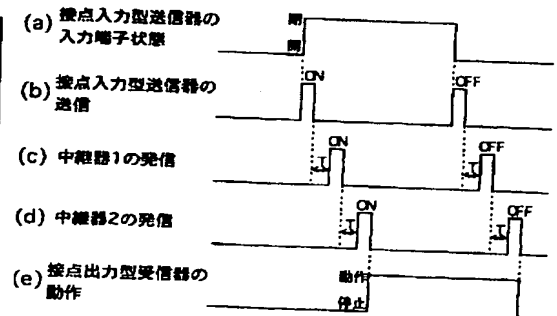 (a) 接点入力型送信器の
入力端子状態
閉
開
(b) 接点入力型送信器の
送信
ON
OFF
(c) 中継器1の発信
T
ON
T
OFF
(d) 中継器2の発信
T
ON
T
OFF
(e) 接点出力型受信器の
動作
動作
停止